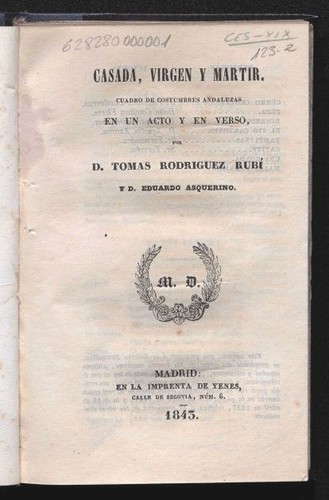 628280000001
CES-XIX
123-2
CASADA, VIRGEN Y MARTIR.
CUADRO DE COSTUMBRES ANDALUZAS
EN UN ACTO Y EN VERSO,
POR
D. TOMAS RODRIGUEZ RUBÍ
Y D. EDUARDO ASQUERINO.
M. D.
MADRID:
EN LA IMPRENTA DE YENES,
CALLE DE SEGOVIA, NÚM. 6.
1843.